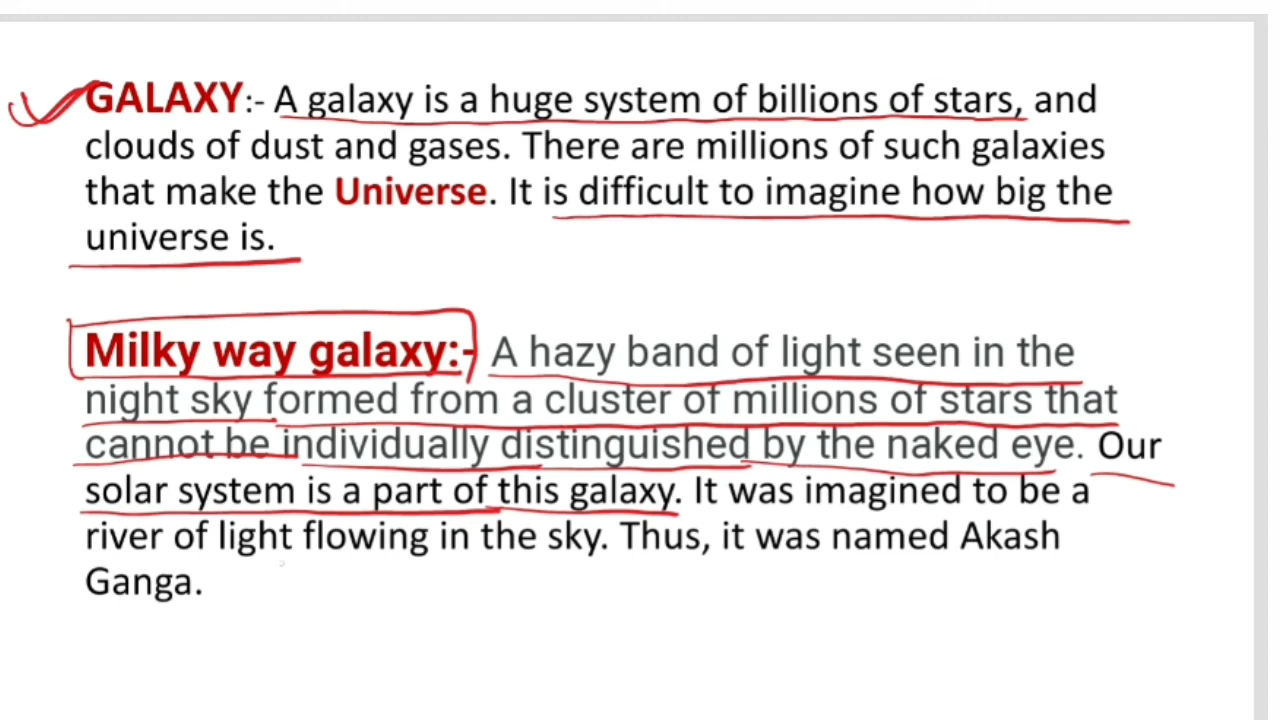 GALAXY:- A galaxy is a huge system of billions of stars, and
clouds of dust and gases. There are millions of such galaxies
that make the Universe. It is difficult to imagine how big the
universe is.
Milky way galaxy:- A hazy band of light seen in the
night sky formed from a cluster of millions of stars that
cannot be individually distinguished by the naked eye. Our
solar system is a part of this galaxy. It was imagined to be a
river of light flowing in the sky. Thus, it was named Akash
Ganga.